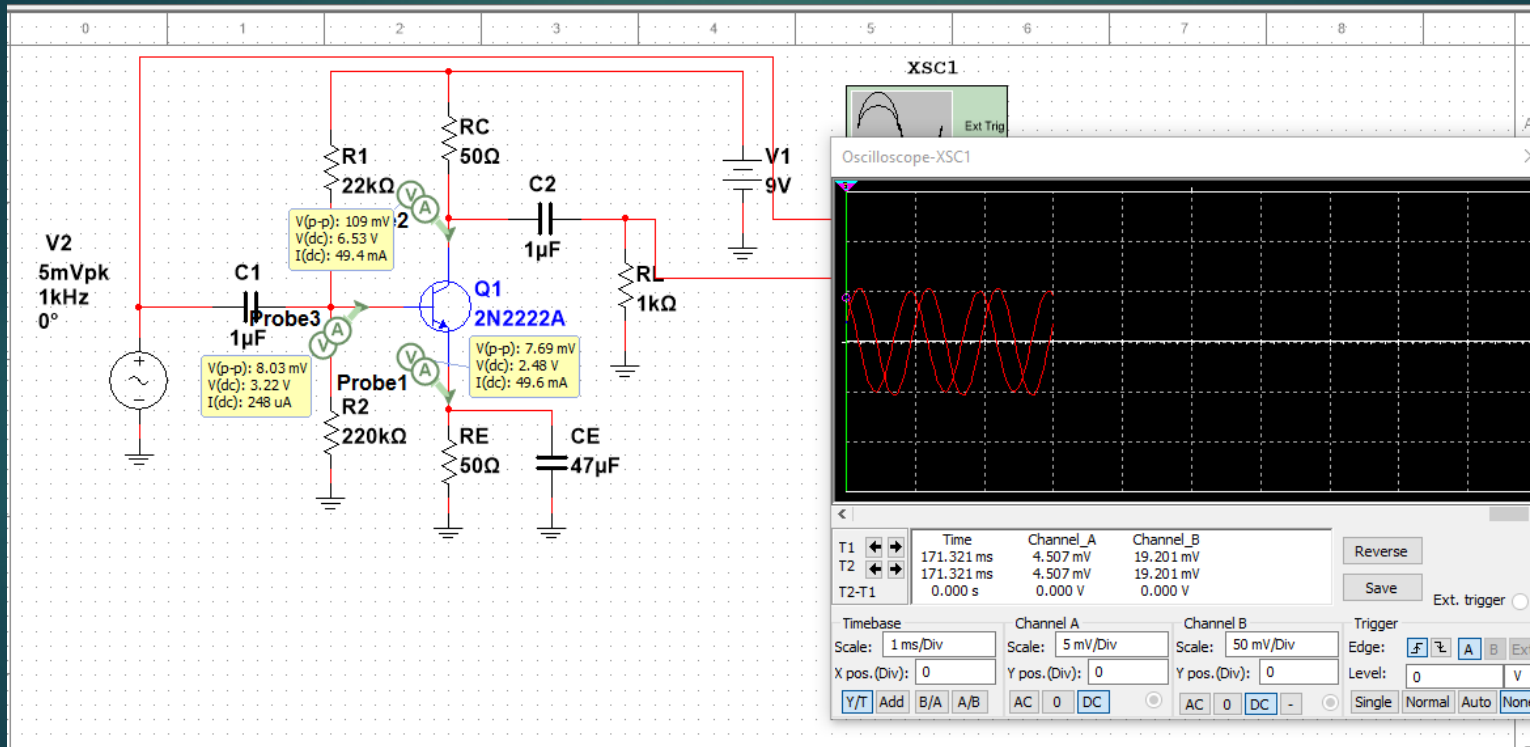 0 1 2 3 4 5 6 7 8
XSC1
Ext Trig
RC
50Ω
R1
22kΩ
V1
9V
C2
1µF
V(p-p): 109 mV
V(dc): 6.53 V
I(dc): 49.4 mA
2
V A
V2
5mVpk
1kHz
0°
C1
1µF
Probe3
V A
Q1
2N2222A
RL
1kΩ
V(p-p): 7.69 mV
V(dc): 2.48 V
I(dc): 49.6 mA
V A
V(p-p): 8.03 mV
V(dc): 3.22 V
I(dc): 248 uA
Probe1
R2
220kΩ
RE
50Ω
CE
47µF
Oscilloscope-XSC1
T1
T2
T2-T1
Time Channel_A Channel_B
171.321 ms 4.507 mV 19.201 mV
171.321 ms 4.507 mV 19.201 mV
0.000 s 0.000 V 0.000 V
Reverse
Save
Ext. trigger
Timebase
Scale: 1 ms/Div
X pos.(Div): 0
Y/T Add B/A A/B
Channel A
Scale: 5 mV/Div
Y pos.(Div): 0
AC 0 DC
Channel B
Scale: 50 mV/Div
Y pos.(Div): 0
AC 0 DC -
Trigger
Edge: A B Ext
Level: 0 V
Single Normal Auto None